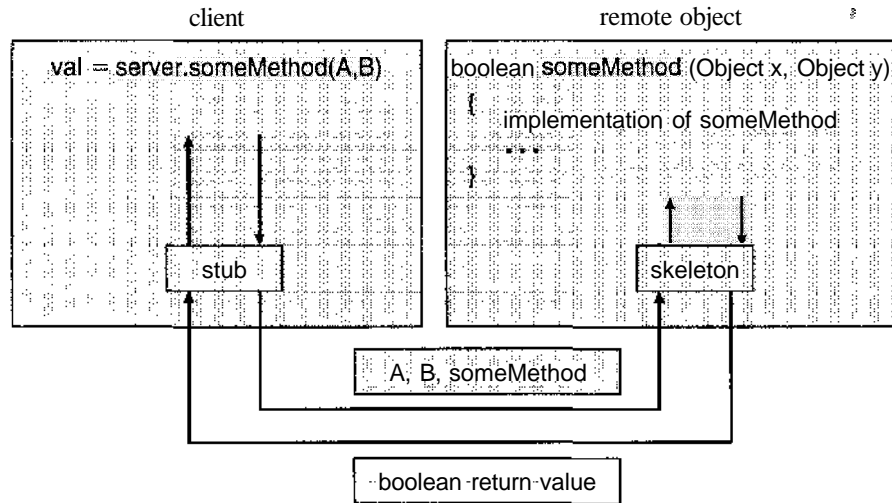 client
remote object
val = server.someMethod(A,B)
boolean someMethod (Object x, Object y)
{
implementation of someMethod
...
}
stub
skeleton
A, B, someMethod
boolean return value